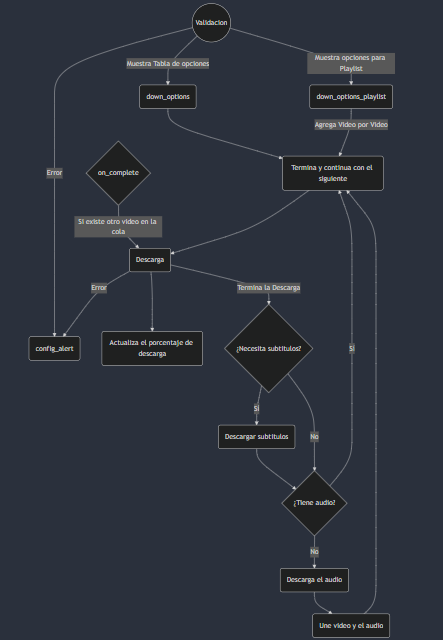 Validacion
Muestra Tabla de opciones
Muestra opciones para
Playlist
down_options
down_options_playlist
Agrega Video por Video
Error
on_complete
Termina y continua con el
siguiente
Si existe otro video en la
cola
Descarga
Error
Termina la Descarga
config_alert
Actualiza el porcentaje de
descarga
¿Necesita subtitulos?
Si
Si
Descargar subtitulos
No
¿Tiene audio?
No
Descarga el audio
Une video y el audio